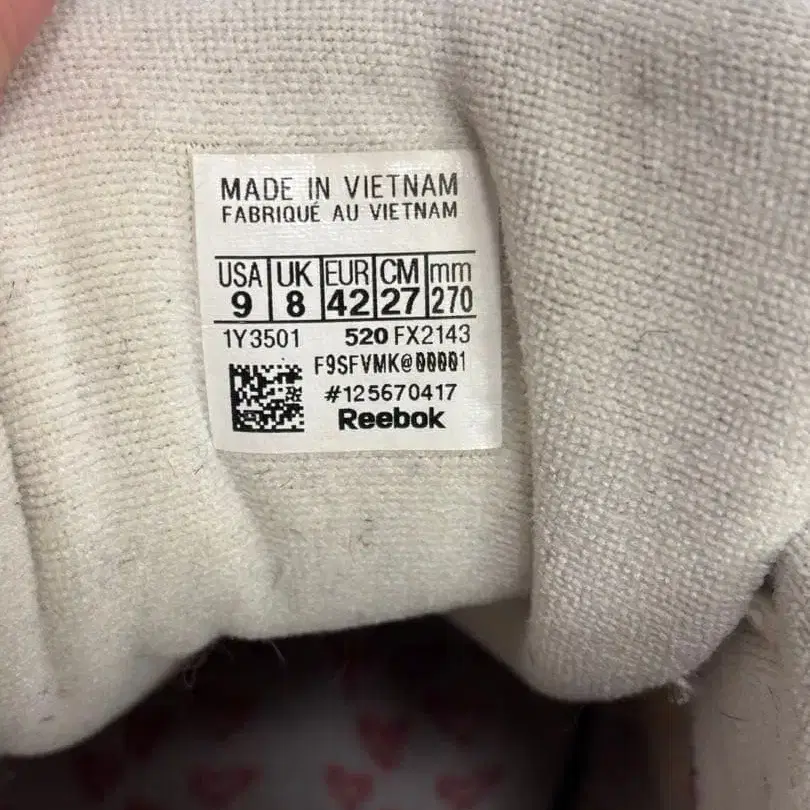 MADE IN VIETNAM
FABRIQUÉ AU VIETNAM
USA UK EUR CM mm
9 8 42 27 270
1Y3501 520 FX2143
F9SFVMK@00001
#125670417
Reebok